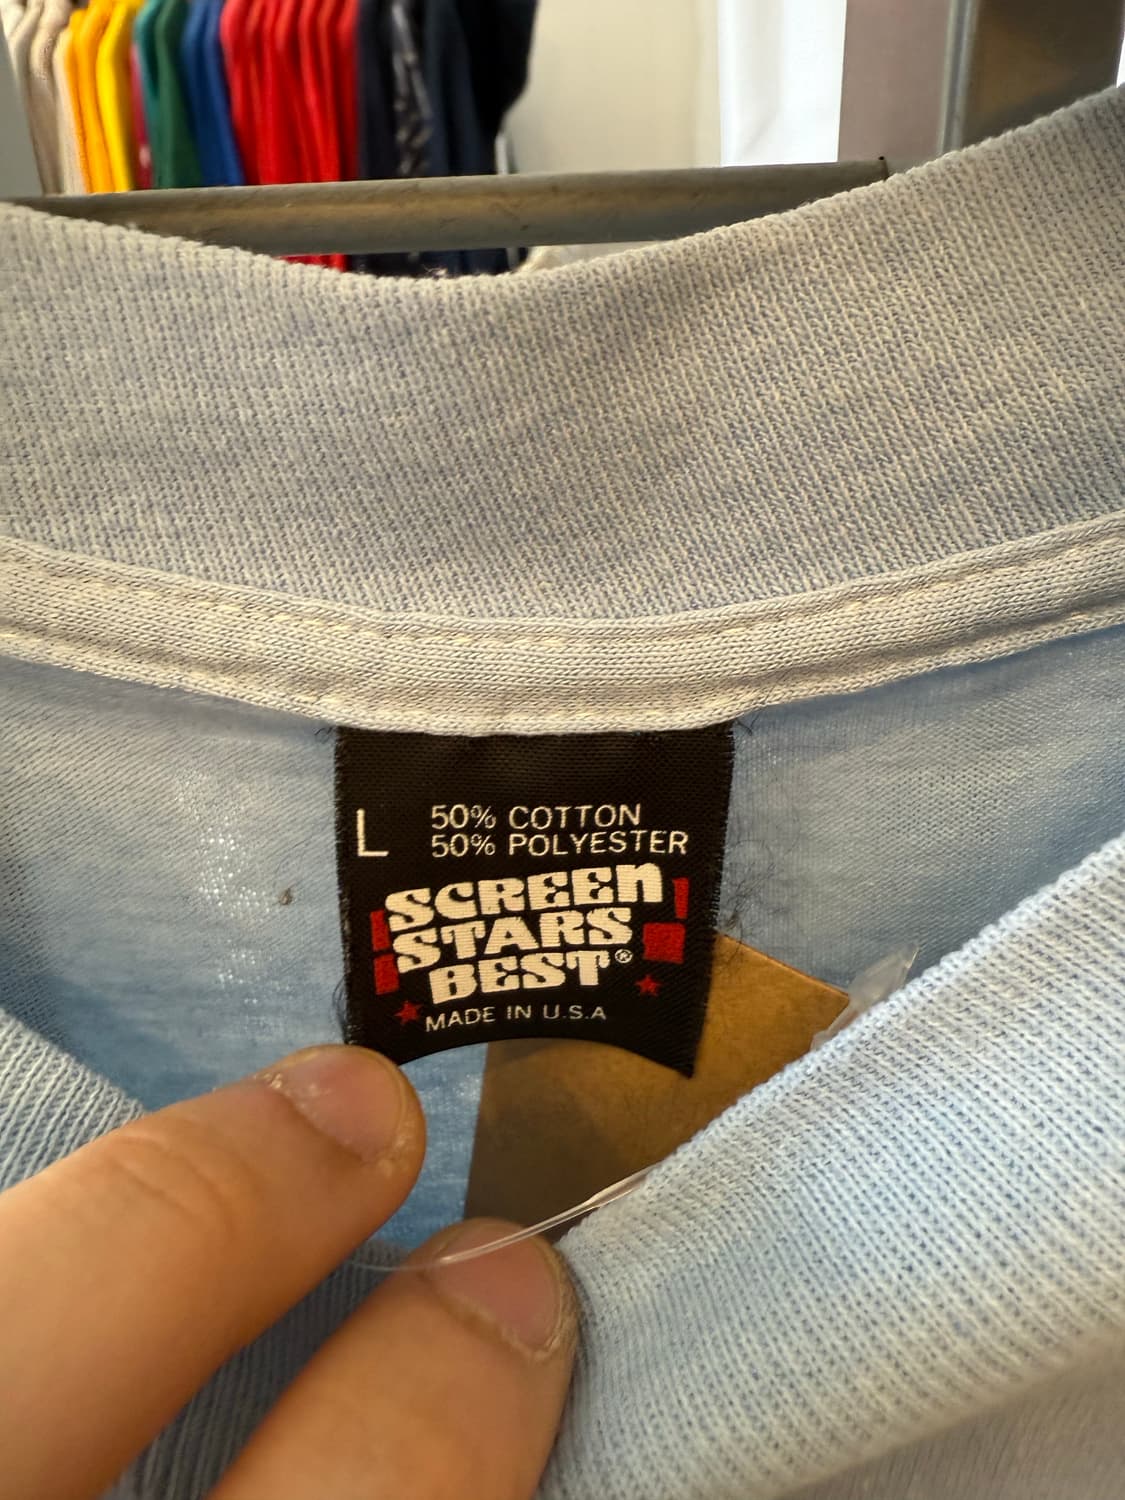 L
50% COTTON
50% POLYESTER
SCREEN
STARS
BEST®
MADE IN U.S.A